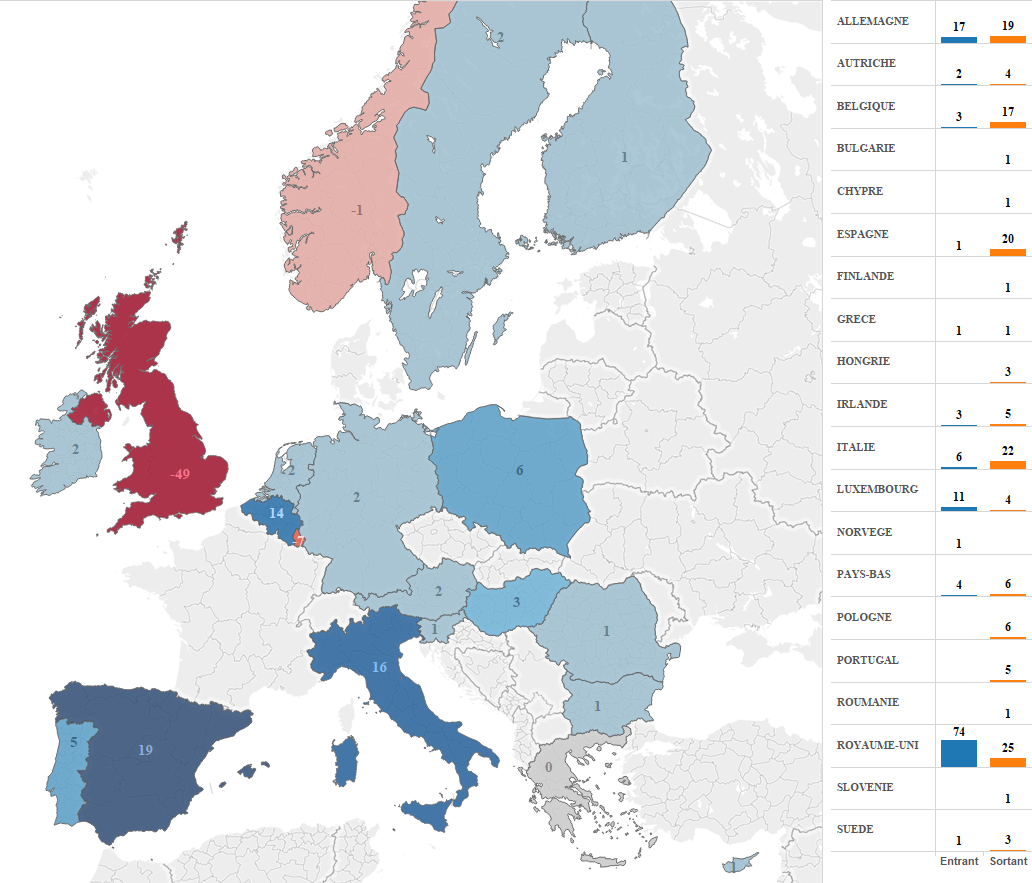 2
1
-1
2
-49
2
2
6
14
-7
2
3
1
1
16
1
5
19
0
1
ALLEMAGNE 17 19
AUTRICHE 2 4
BELGIQUE 3 17
BULGARIE 1
CHYPRE 1
ESPAGNE 1 20
FINLANDE 1
GRECE 1 1
HONGRIE 3
IRLANDE 3 5
ITALIE 6 22
LUXEMBOURG 11 4
NORVEGE 1
PAYS-BAS 4 6
POLOGNE 6
PORTUGAL 5
ROUMANIE 1
ROYAUME-UNI 74 25
SLOVENIE 1
SUEDE 1 3
Entrant Sortant